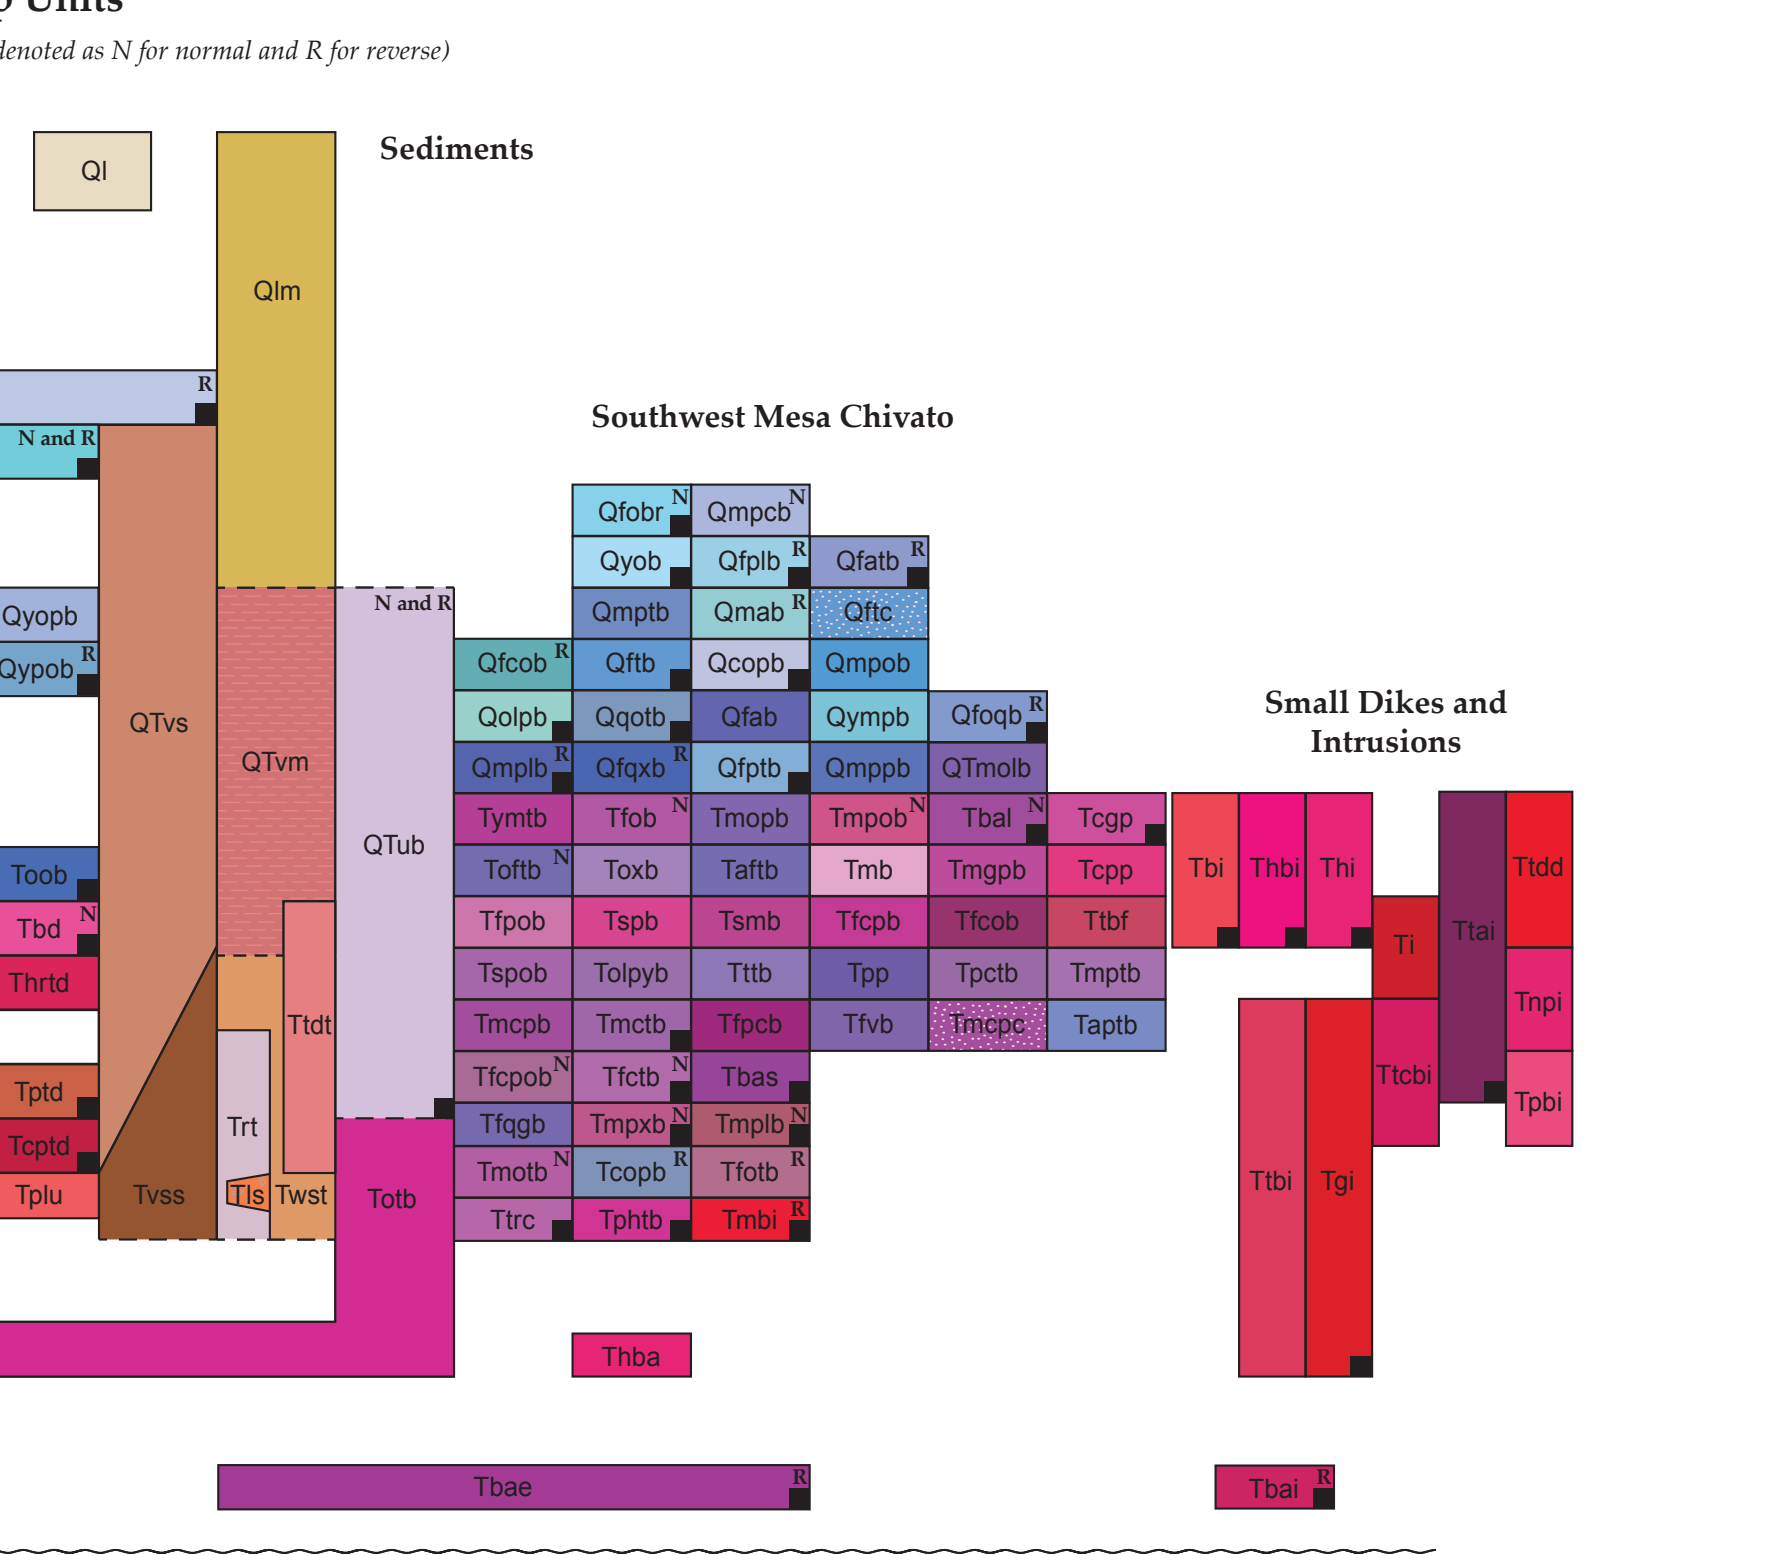 Units
denoted as N for normal and R for reverse)
Ql
Sediments
Qlm
R
N and R
Southwest Mesa Chivato
Qfobr N
Qmpcb N
Qyob
Qfplb R
Qfatb R
Qyopb
N and R
Qmptb
Qmab R
Qftc
Qypob R
Qfcob R
Qftb
Qcopb
Qmpob
QTvs
Qolpb
Qqotb
Qfab
Qympb
Qfoqb R
Small Dikes and
Intrusions
QTvm
Qmplb R
Qfqxb R
Qfptb
Qmppb
QTmolb
QTub
Tymtb
Tfob N
Tmopb
Tmpob N
Tbal N
Tcgp
Toob
Toftb N
Toxb
Taftb
Tmb
Tmgpb
Tcpp
Tbi
Thbi
Thi
Ttdd
Tbd N
Tfpob
Tspb
Tsmb
Tfcpb
Tfcob
Ttbf
Ti
Ttai
Thrtd
Tspob
Tolpyb
Tttb
Tpp
Tpctb
Tmptb
Tnpi
Ttdt
Tmcpb
Tmctb
Tfpcb
Tfvb
Tmcpc
Taptb
Tptd
Tfcpob N
Tfctb N
Tbas
Ttcbi
Tpbi
Tcptd
Trt
Tfqgb
Tmpxb N
Tmplb N
Tmotb N
Tcopb R
Tfotb R
Tplu
Tvss
Tls
Twst
Totb
Ttrc
Tphtb
Tmbi R
Ttbi
Tgi
Thba
Tbae R
Tbai R